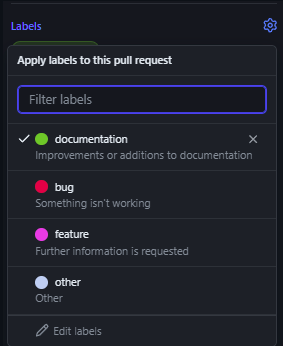 Labels
Apply labels to this pull request
Filter labels
documentation
Improvements or additions to documentation
bug
Something isn't working
feature
Further information is requested
other
Other
Edit labels